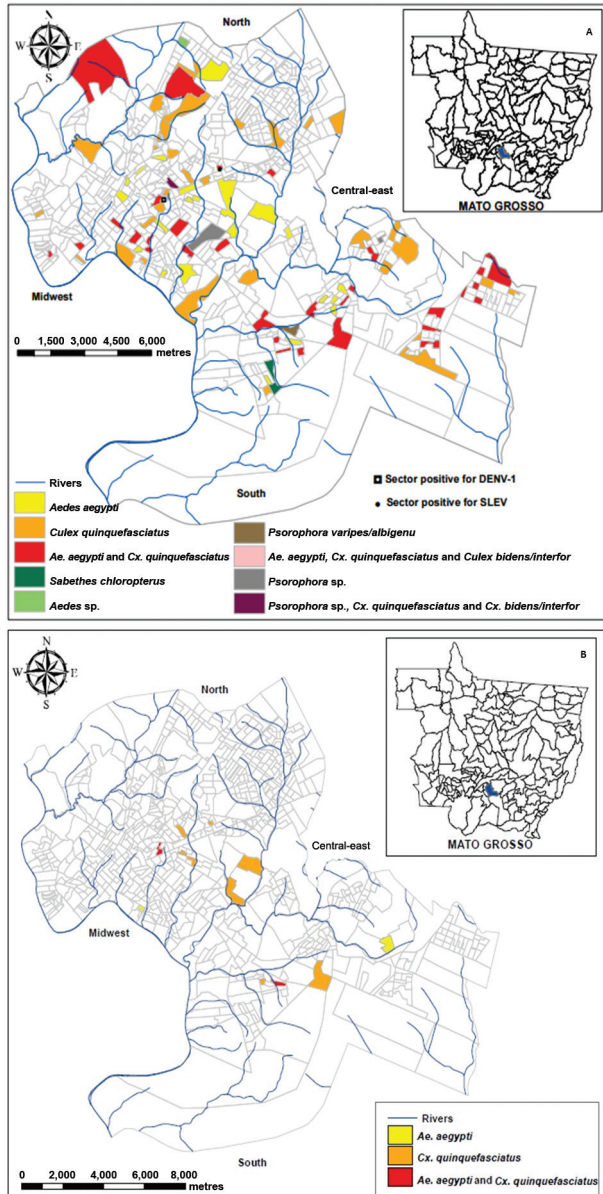 N
W E
S
North
A
MATO GROSSO
Central-east
Midwest
0 1,500 3,000 4,500 6,000
metres
South
Rivers
Aedes aegypti
Culex quinquefasciatus
Ae. aegypti and Cx. quinquefasciatus
Sabethes chloropterus
Aedes sp.
Sector positive for DENV-1
Sector positive for SLEV
Psorophora varipes/albigenu
Ae. aegypti, Cx. quinquefasciatus and Culex bidens/interfor
Psorophora sp.
Psorophora sp., Cx. quinquefasciatus and Cx. bidens/interfor
N
W E
S
North
B
MATO GROSSO
Central-east
Midwest
South
0 2,000 4,000 6,000 8,000
metres
Rivers
Ae. aegypti
Cx. quinquefasciatus
Ae. aegypti and Cx. quinquefasciatus